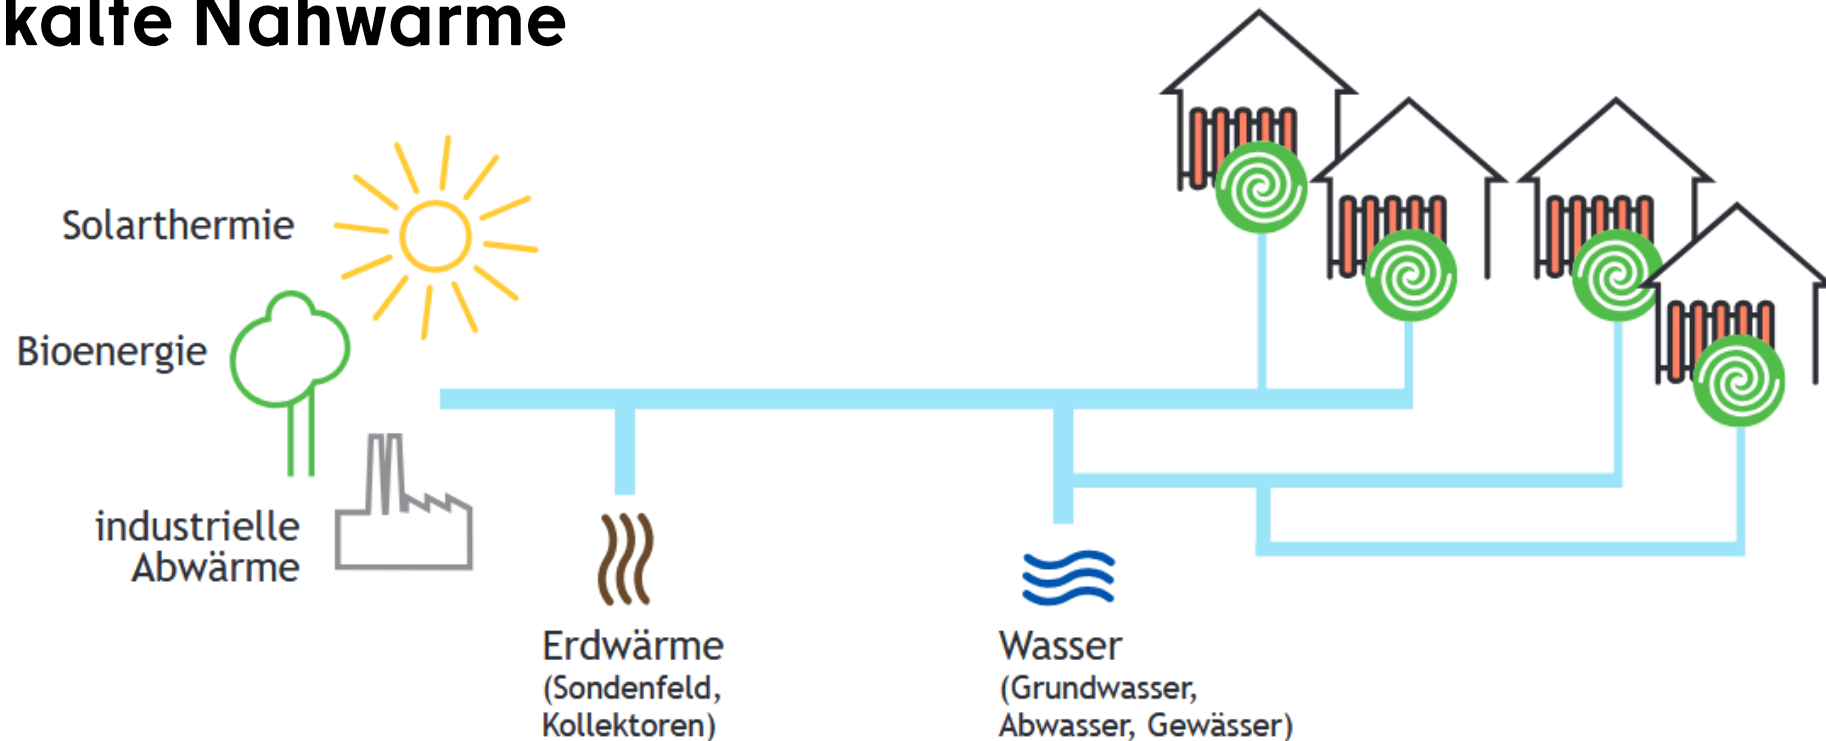 kalte Nahwärme
Solarthermie
Bioenergie
industrielle
Abwärme
Erdwärme
(Sondenfeld,
Kollektoren)
Wasser
(Grundwasser,
Abwasser, Gewässer)